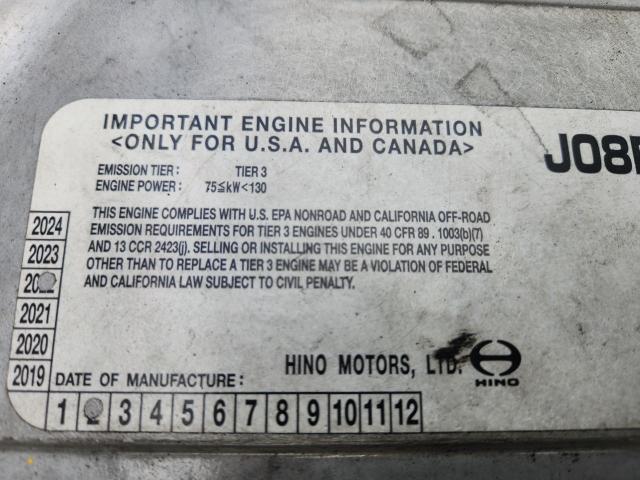 IMPORTANT ENGINE INFORMATION
<ONLY FOR U.S.A. AND CANADA>
J08
EMISSION TIER: TIER 3
ENGINE POWER: 75≦kW<130
THIS ENGINE COMPLIES WITH U.S. EPA NONROAD AND CALIFORNIA OFF-ROAD
EMISSION REQUIREMENTS FOR TIER 3 ENGINES UNDER 40 CFR 89 . 1003(b)(7)
AND 13 CCR 2423(j). SELLING OR INSTALLING THIS ENGINE FOR ANY PURPOSE
OTHER THAN TO REPLACE A TIER 3 ENGINE MAY BE A VIOLATION OF FEDERAL
AND CALIFORNIA LAW SUBJECT TO CIVIL PENALTY.
2024
2023
2021
2020
2019
HINO MOTORS, LTD.
HINO
DATE OF MANUFACTURE:
1 2 3 4 5 6 7 8 9 10 11 12